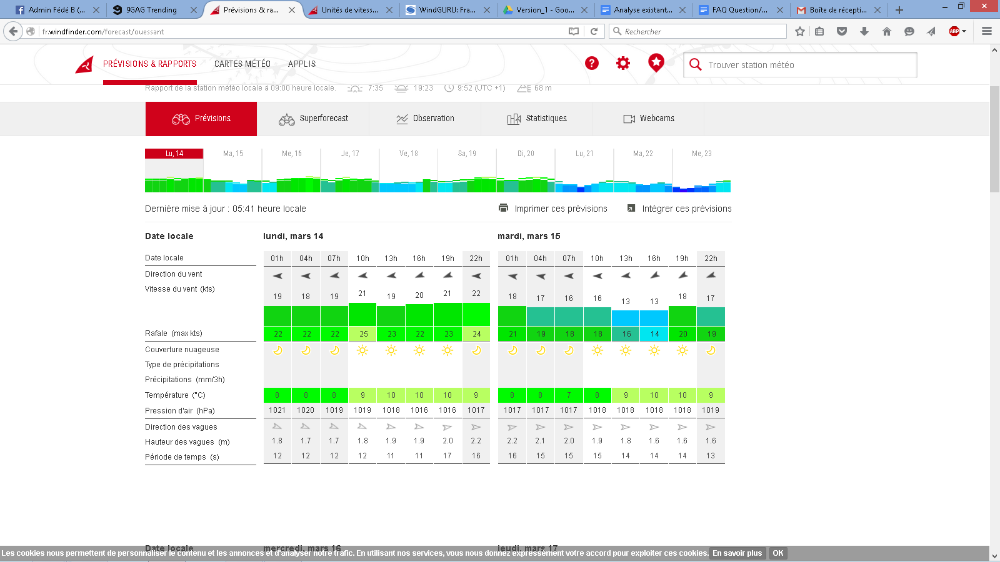 Admin Fédé B (...
9GAG Trending
Prévisions & ra...
Unités de vitess...
WindGURU: Fra...
Version_1 - Goo...
Analyse existant...
FAQ Question/...
Boîte de récepti...
fr.windfinder.com/forecast/ouessant
Rechercher
ABP
PRÉVISIONS & RAPPORTS CARTES MÉTÉO APPLIS
Trouver station météo
Rapport de la station météo locale à 09:00 heure locale. 7:35 19:23 9:52 (UTC +1) 68 m
Prévisions Superforecast Observation Statistiques Webcams
Lu, 14 Ma, 15 Me, 16 Je, 17 Ve, 18 Sa, 19 Di, 20 Lu, 21 Ma, 22 Me, 23
Dernière mise à jour : 05:41 heure locale Imprimer ces prévisions Intégrer ces prévisions
Date locale lundi, mars 14 mardi, mars 15
Date locale 01h 04h 07h 10h 13h 16h 19h 22h 01h 04h 07h 10h 13h 16h 19h 22h
Direction du vent
Vitesse du vent (kts) 19 18 19 21 19 20 21 22 18 17 16 16 13 13 18 17
Rafale (max kts) 22 22 22 25 23 22 23 24 21 19 18 18 16 14 20 19
Couverture nuageuse
Type de précipitations
Précipitations (mm/3h)
Température (°C) 8 8 8 9 10 10 10 9 8 8 7 8 9 10 10 9
Pression d'air (hPa) 1021 1020 1019 1019 1018 1016 1016 1017 1017 1017 1017 1018 1018 1018 1018 1019
Direction des vagues
Hauteur des vagues (m) 1.8 1.7 1.7 1.8 1.9 1.9 2.0 2.2 2.2 2.1 2.0 1.9 1.8 1.6 1.6 1.6
Période de temps (s) 12 12 12 12 11 11 17 16 16 15 15 15 14 14 14 13
Date locale mercredi, mars 16 jeudi, mars 17
Les cookies nous permettent de personnaliser le contenu et les annonces et d'analyser notre trafic. En utilisant nos services, vous nous donnez expressément votre accord pour exploiter ces cookies. En savoir plus OK